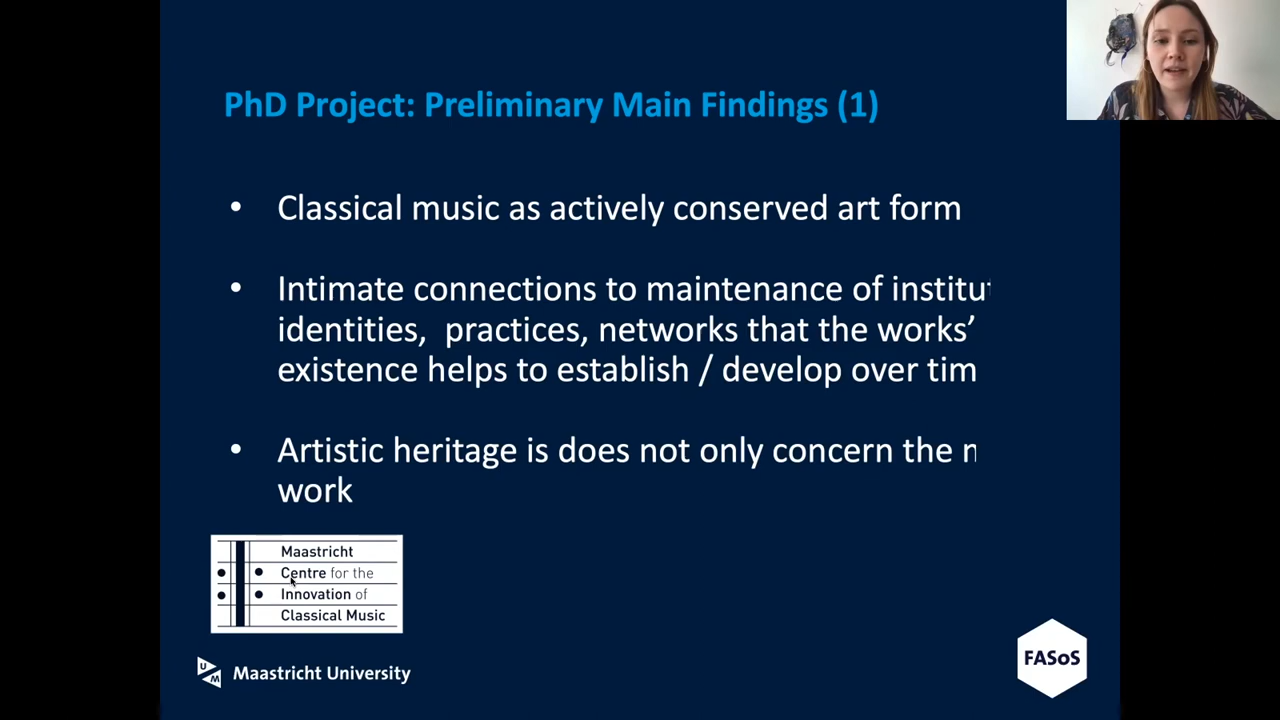 PhD Project: Preliminary Main Findings (1)
• Classical music as actively conserved art form
• Intimate connections to maintenance of institut
identities, practices, networks that the works’
existence helps to establish / develop over tim
• Artistic heritage is does not only concern the
work
Maastricht
Centre for the
Innovation of
Classical Music
UM Maastricht University
FASoS